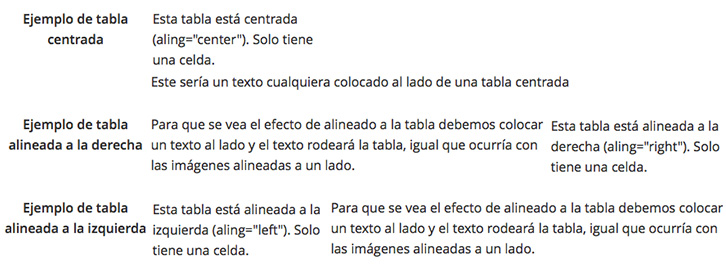 Ejemplo de tabla
centrada
Esta tabla está centrada
(aling="center"). Solo tiene
una celda.
Este sería un texto cualquiera colocado al lado de una tabla centrada
Ejemplo de tabla
alineada a la derecha
Para que se vea el efecto de alineado a la tabla debemos colocar
un texto al lado y el texto rodeará la tabla, igual que ocurría con
las imágenes alineadas a un lado.
Esta tabla está alineada a la
derecha (aling="right"). Solo
tiene una celda.
Ejemplo de tabla
alineada a la izquierda
Esta tabla está alineada a la
izquierda (aling="left"). Solo
tiene una celda.
Para que se vea el efecto de alineado a la tabla debemos colocar
un texto al lado y el texto rodeará la tabla, igual que ocurría con
las imágenes alineadas a un lado.